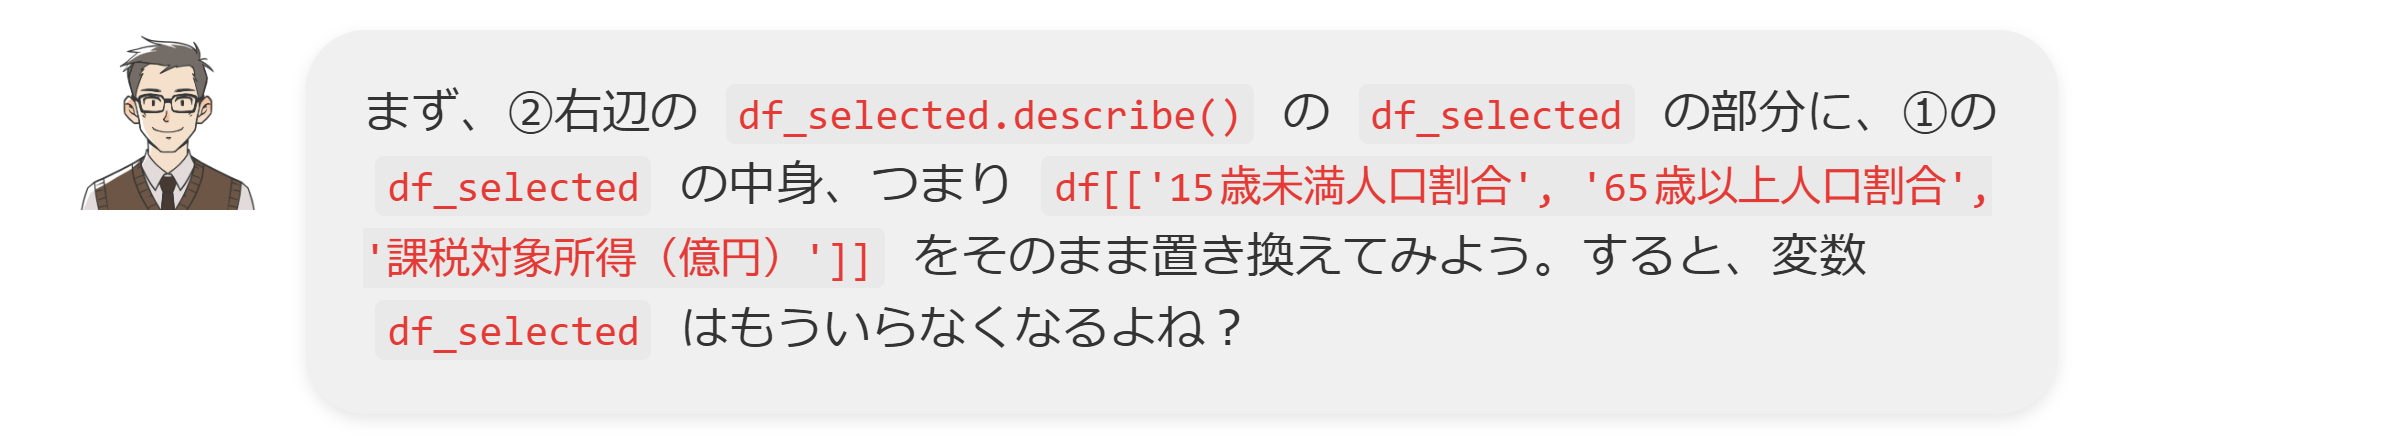 まず、②右辺の df_selected.describe() の df_selected の部分に、①の
df_selected の中身、つまり df[['15歳未満人口割合', '65歳以上人口割合',
'課税対象所得（億円）']] をそのまま置き換えてみよう。すると、変数
df_selected はもういらなくなるよね？